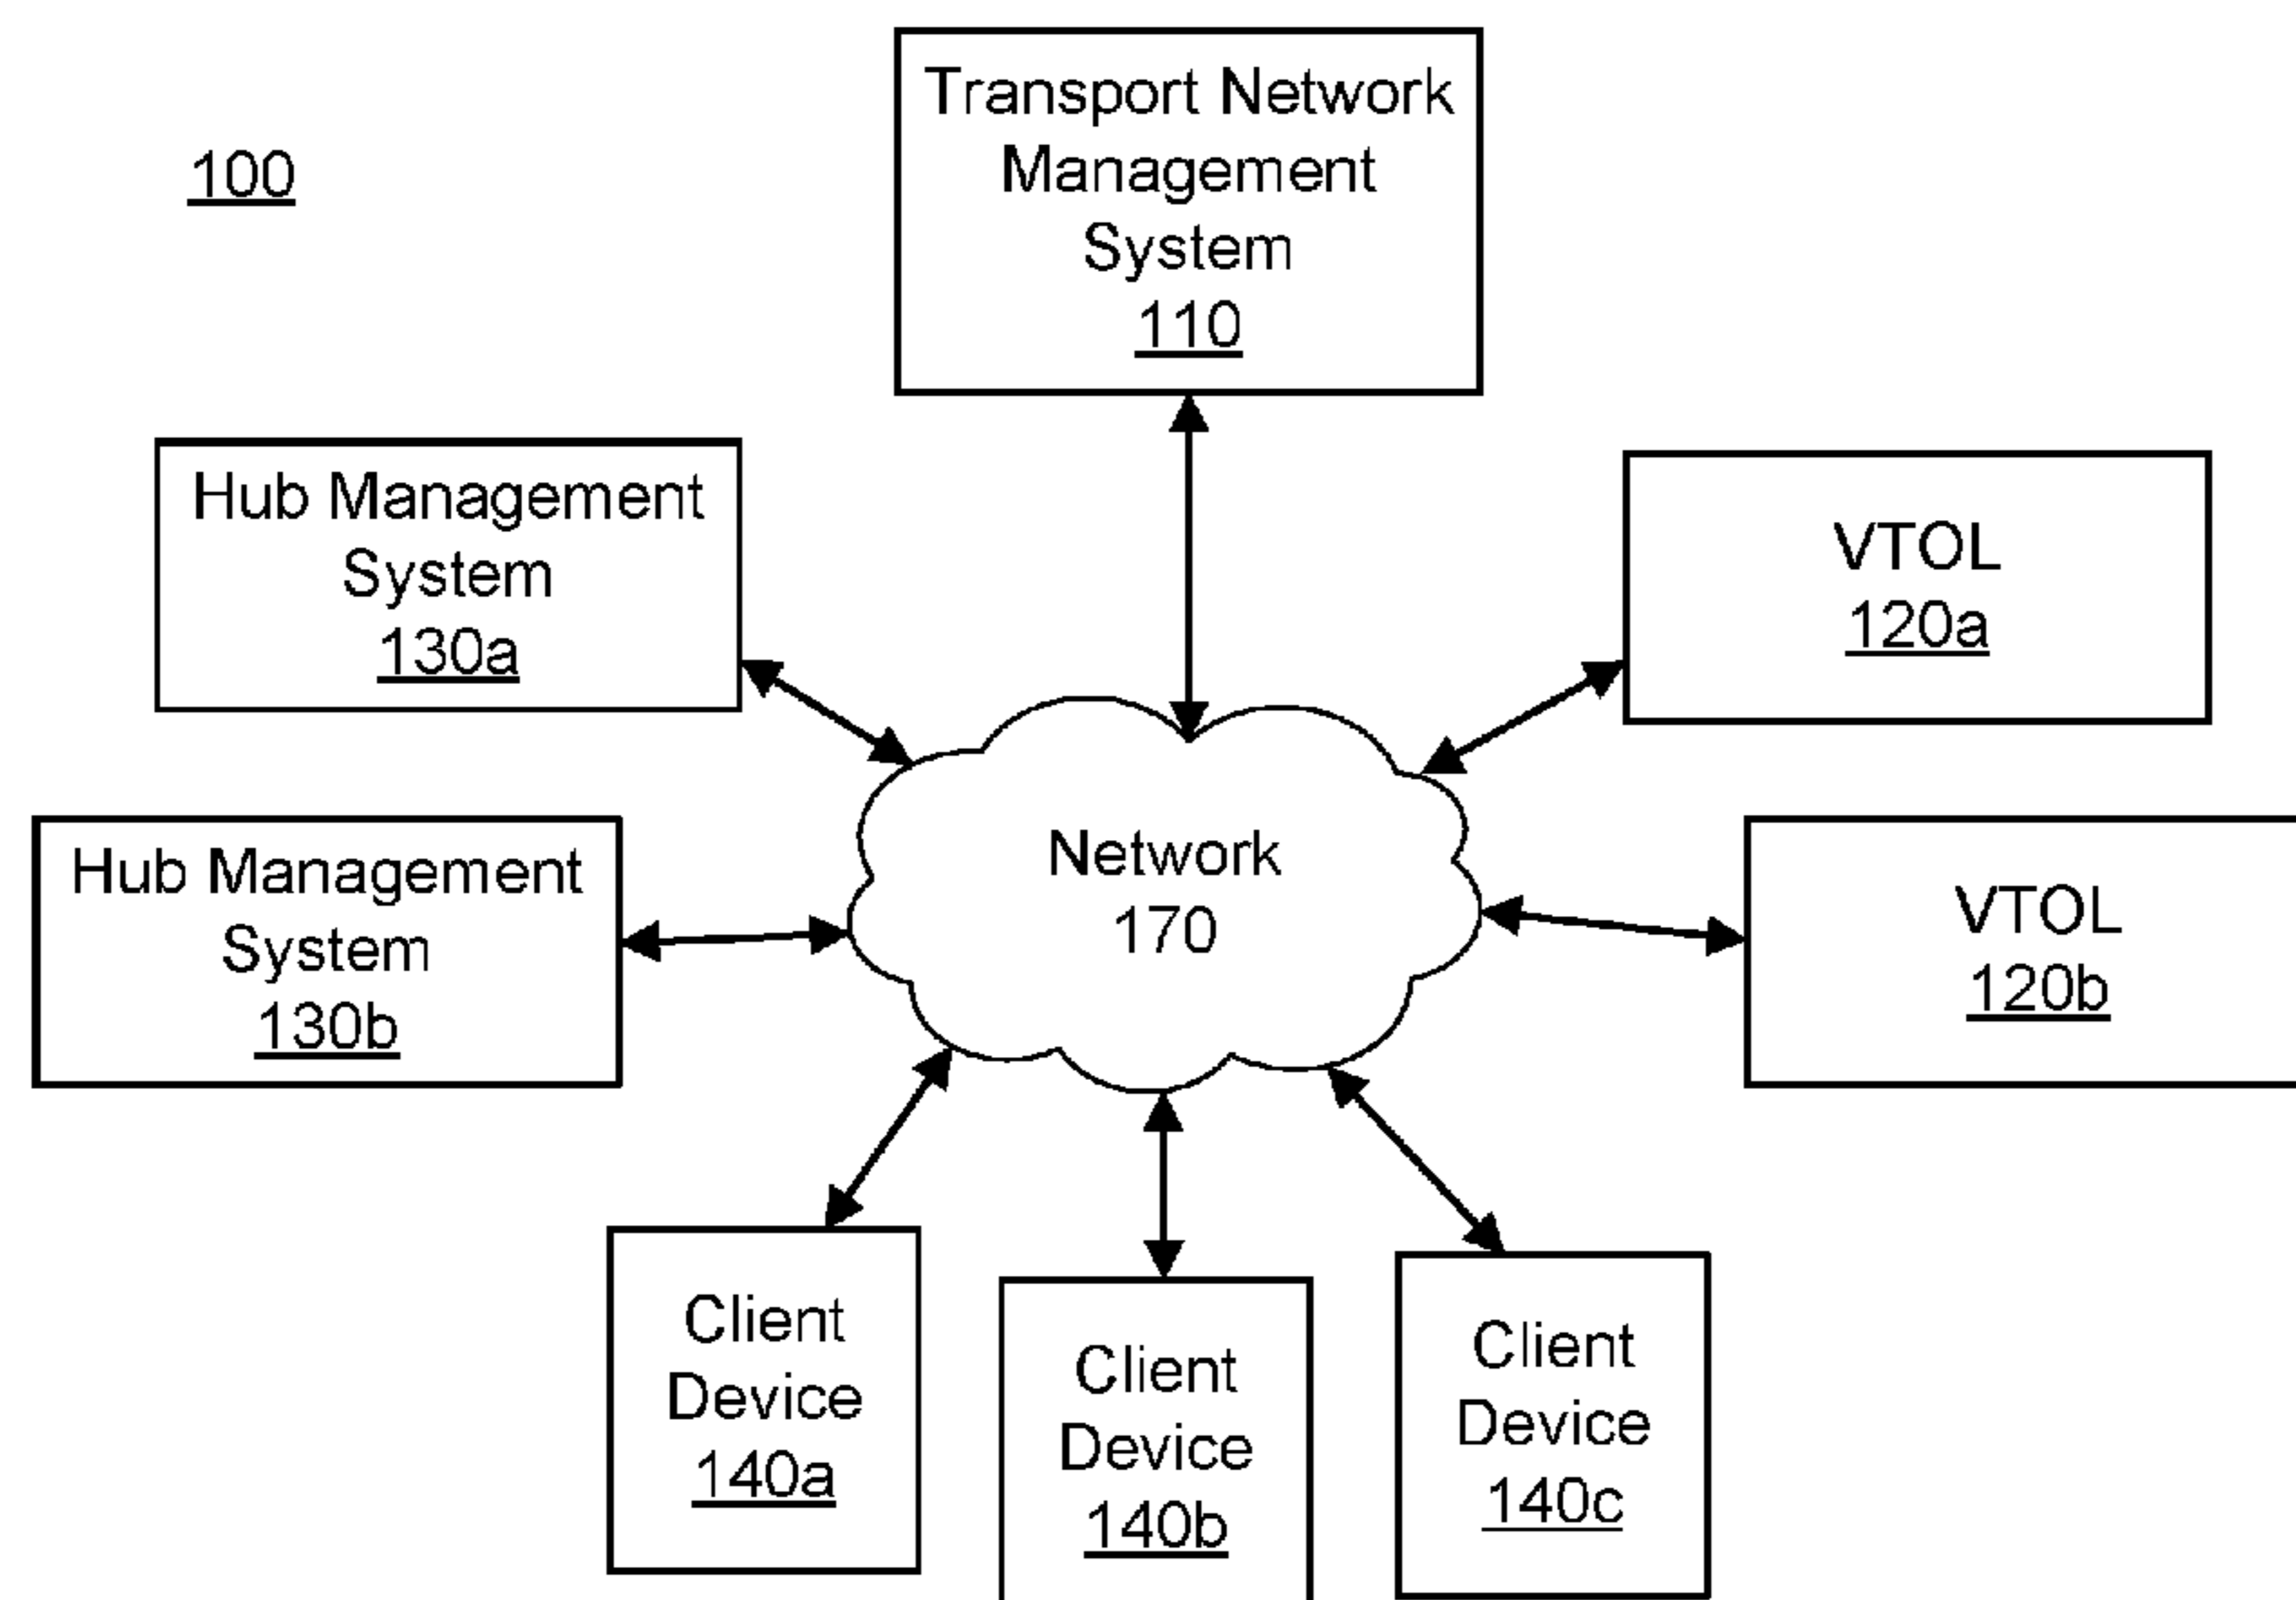 100
Transport Network
Management
System
110
Hub Management
System
130a
VTOL
120a
Hub Management
System
130b
Network
170
VTOL
120b
Client
Device
140a
Client
Device
140b
Client
Device
140c